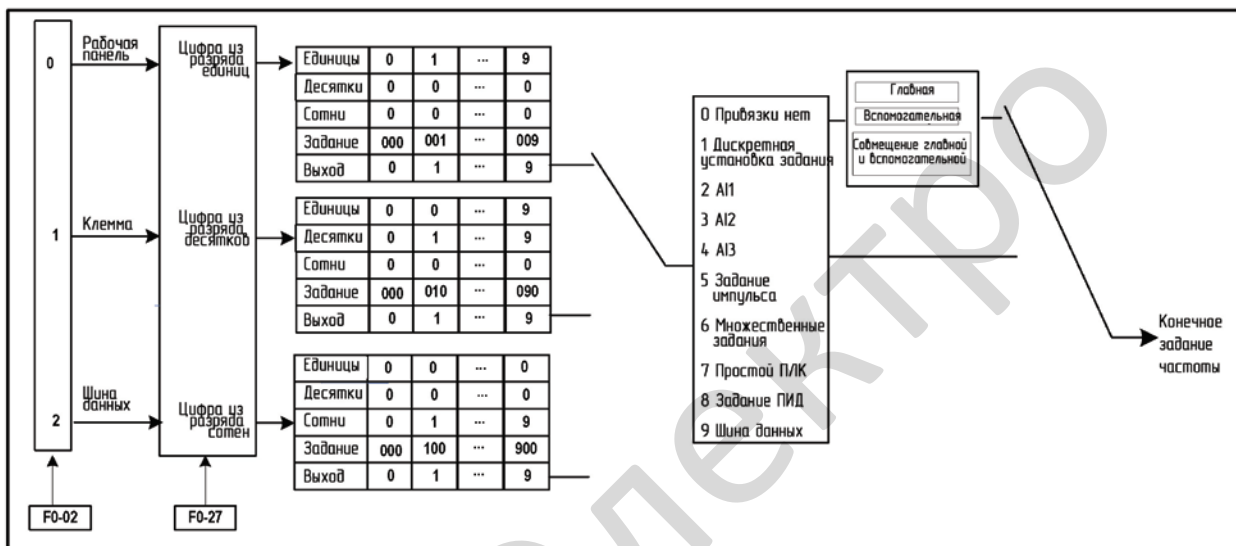 0
Рабочая
панель
Цифра из
разряда
единиц
Единицы 0 1 ... 9
Десятки 0 0 ... 0
Сотни 0 0 ... 0
Задание 000 001 ... 009
Выход 0 1 ... 9
1
Клемма
Цифра из
разряда
десятков
Единицы 0 0 ... 9
Десятки 0 1 ... 9
Сотни 0 0 ... 0
Задание 000 010 ... 090
Выход 0 1 ... 9
2
Шина
данных
Цифра из
разряда
сотен
Единицы 0 0 ... 0
Десятки 0 0 ... 0
Сотни 0 1 ... 9
Задание 000 100 ... 900
Выход 0 1 ... 9
F0-02
F0-27
0 Привязки нет
1 Дискретная
установка задания
2 AI1
3 AI2
4 AI3
5 Задание
импульса
6 Множественные
задания
7 Простой ПЛК
8 Задание ПИД
9 Шина данных
Главная
Вспомогательная
Совмещение главной
и вспомогательной
Конечное
задание
частоты
лектро